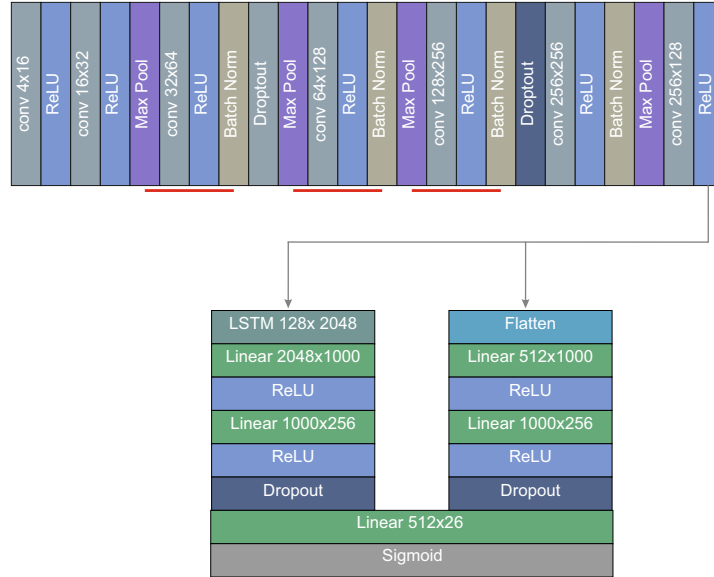 conv 4x16
ReLU
conv 16x32
ReLU
Max Pool
conv 32x64
ReLU
Batch Norm
Droptout
Max Pool
conv 64x128
ReLU
Batch Norm
Max Pool
conv 128x256
ReLU
Batch Norm
Droptout
conv 256x256
ReLU
Batch Norm
Max Pool
conv 256x128
ReLU
LSTM 128x 2048
Flatten
Linear 2048x1000
Linear 512x1000
ReLU
ReLU
Linear 1000x256
Linear 1000x256
ReLU
ReLU
Dropout
Dropout
Linear 512x26
Sigmoid